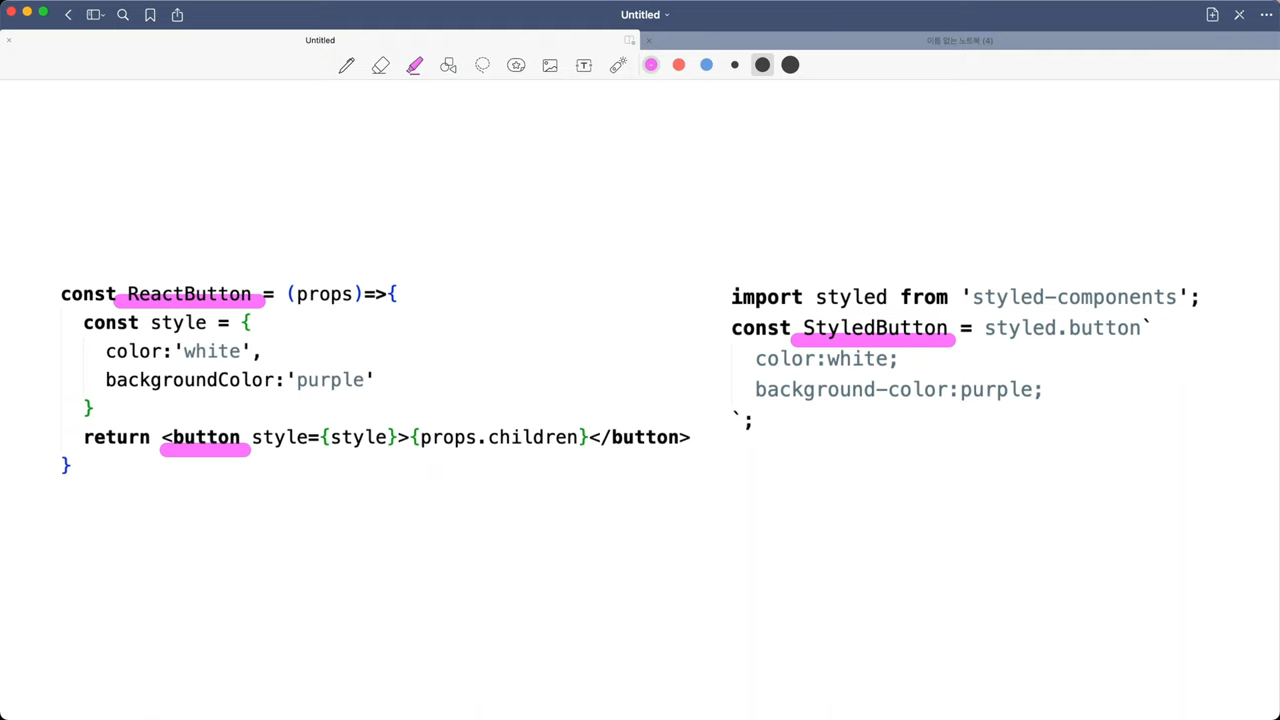 Untitled
Untitled
이름 없는 노트북 (4)
const ReactButton = (props)=>{
const style = {
color:'white',
backgroundColor:'purple'
}
return <button style={style}>{props.children}</button>
}
import styled from 'styled-components';
const StyledButton = styled.button`
color:white;
background-color:purple;
`;